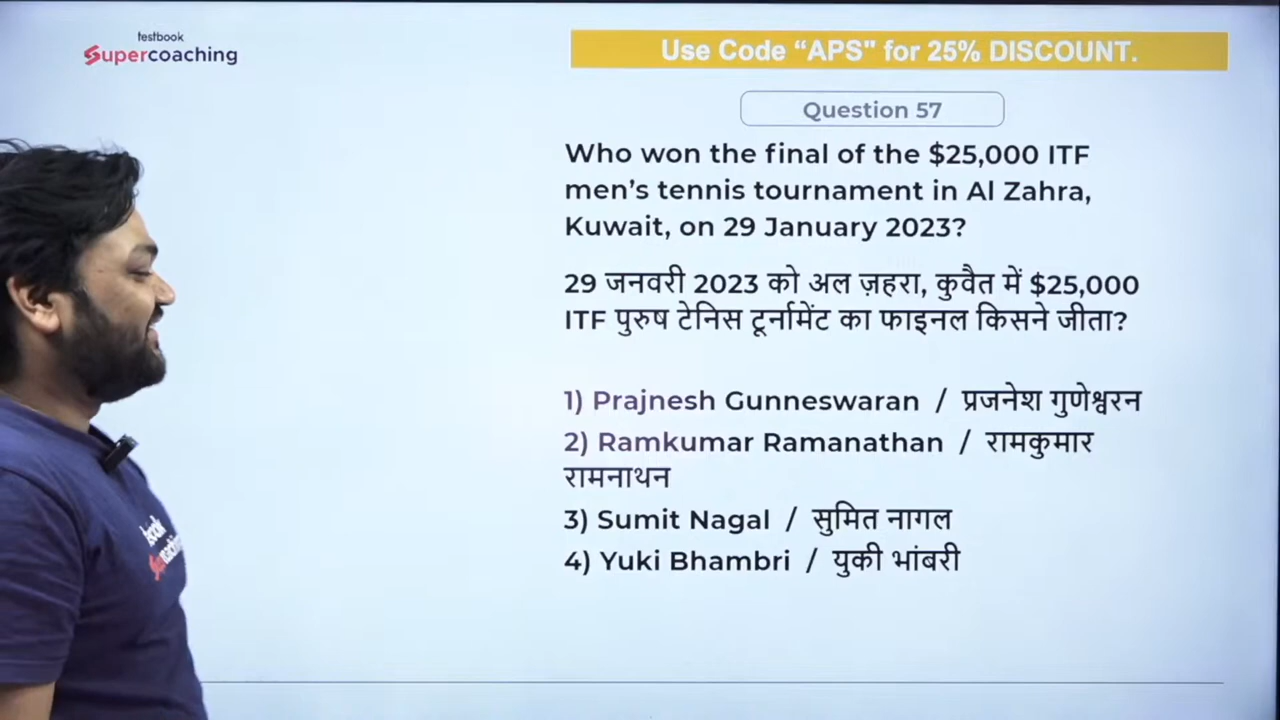 testbook
Supercoaching
Use Code “APS" for 25% DISCOUNT.
Question 57
Who won the final of the $25,000 ITF
men’s tennis tournament in Al Zahra,
Kuwait, on 29 January 2023?
29 जनवरी 2023 को अल ज़हरा, कुवैत में $25,000
ITF पुरुष टेनिस टूर्नामेंट का फाइनल किसने जीता?
1) Prajnesh Gunneswaran / प्रजनेश गुणेश्वरन
2) Ramkumar Ramanathan / रामकुमार
रामनाथन
3) Sumit Nagal / सुमित नागल
4) Yuki Bhambri / युकी भांबरी